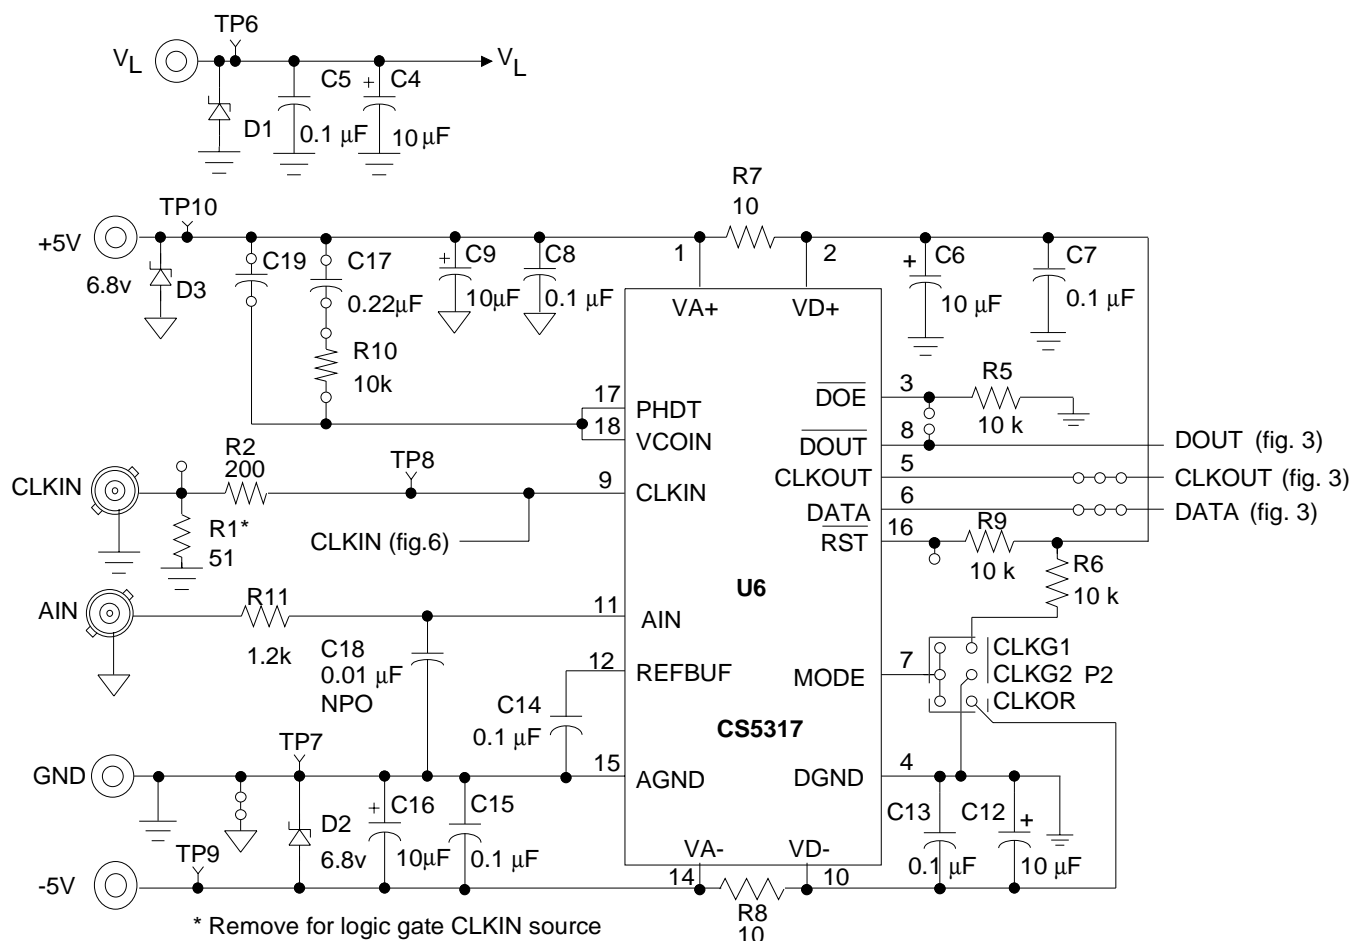 TP6
VL
VL
C5
+ C4
D1
0.1 µF
10 µF
R7
10
TP10
+5V
1
2
C19
C17
+ C9
C8
+ C6
C7
6.8v
D3
0.22µF
10µF
0.1 µF
10 µF
0.1 µF
VA+
VD+
R10
10k
17
PHDT
18
VCOIN
3
DOE
R5
10 k
8
DOUT
DOUT (fig. 3)
R2
200
TP8
CLKIN
9
CLKIN
5
CLKOUT
CLKOUT (fig. 3)
6
DATA
DATA (fig. 3)
R1*
51
CLKIN (fig.6)
16
RST
R9
10 k
R6
10 k
U6
AIN
R11
1.2k
11
AIN
C18
0.01 µF
NPO
12
REFBUF
MODE
7
CLKG1
CLKG2 P2
CLKOR
C14
0.1 µF
CS5317
TP7
GND
15
AGND
DGND
4
D2
6.8v
+ C16
10µF
C15
0.1 µF
C13
0.1 µF
C12 +
10 µF
TP9
-5V
VA-
VD-
14
10
R8
10
* Remove for logic gate CLKIN source